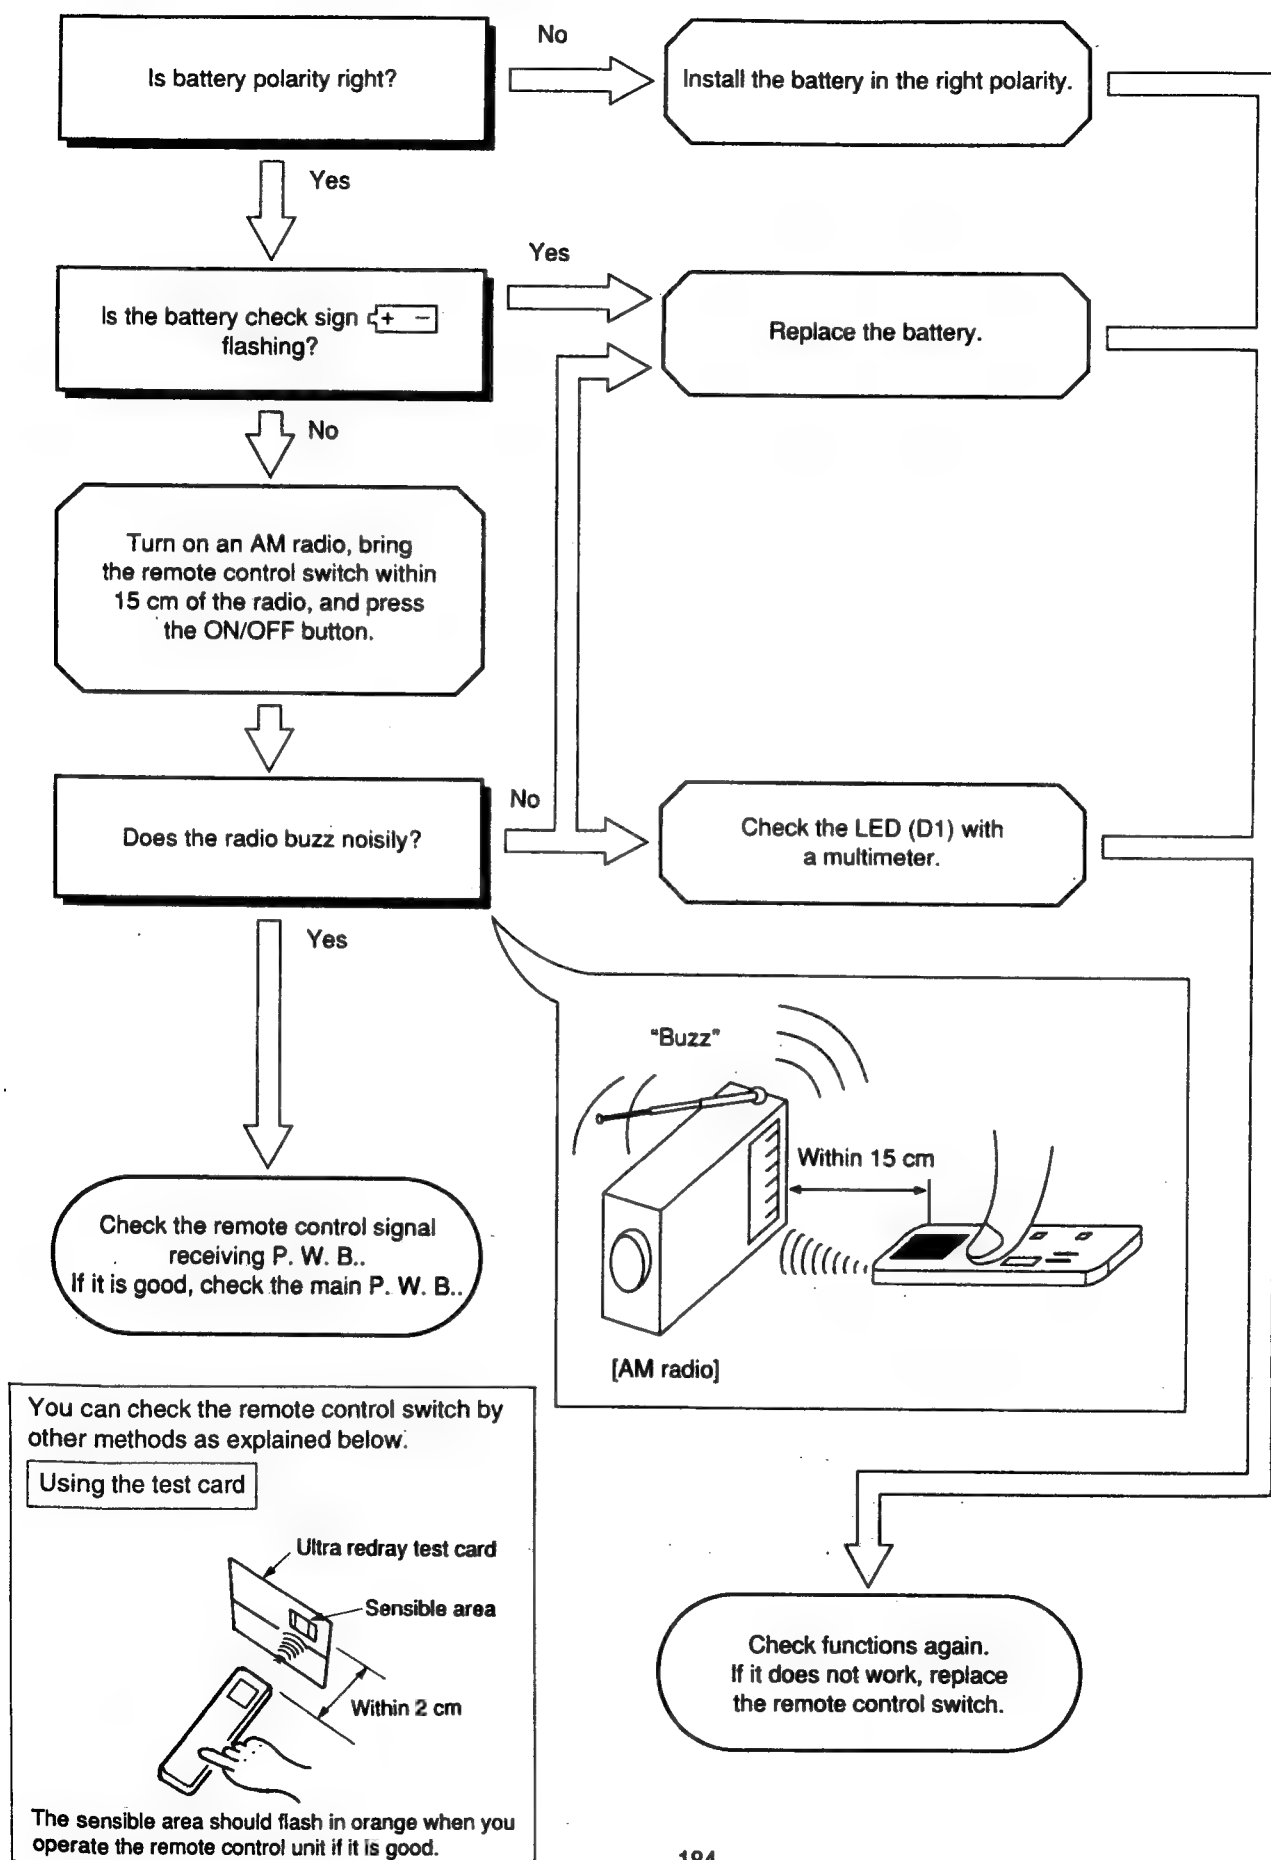 Is battery polarity right?
No
Install the battery in the right polarity.
Yes
Is the battery check sign + −
flashing?
Yes
Replace the battery.
No
Turn on an AM radio, bring
the remote control switch within
15 cm of the radio, and press
the ON/OFF button.
Does the radio buzz noisily?
No
Check the LED (D1) with
a multimeter.
Yes
"Buzz"
Within 15 cm
[AM radio]
Check the remote control signal
receiving P. W. B..
If it is good, check the main P. W. B..
You can check the remote control switch by
other methods as explained below.
Using the test card
Ultra redray test card
Sensible area
Within 2 cm
The sensible area should flash in orange when you
operate the remote control unit if it is good.
Check functions again.
If it does not work, replace
the remote control switch.
184